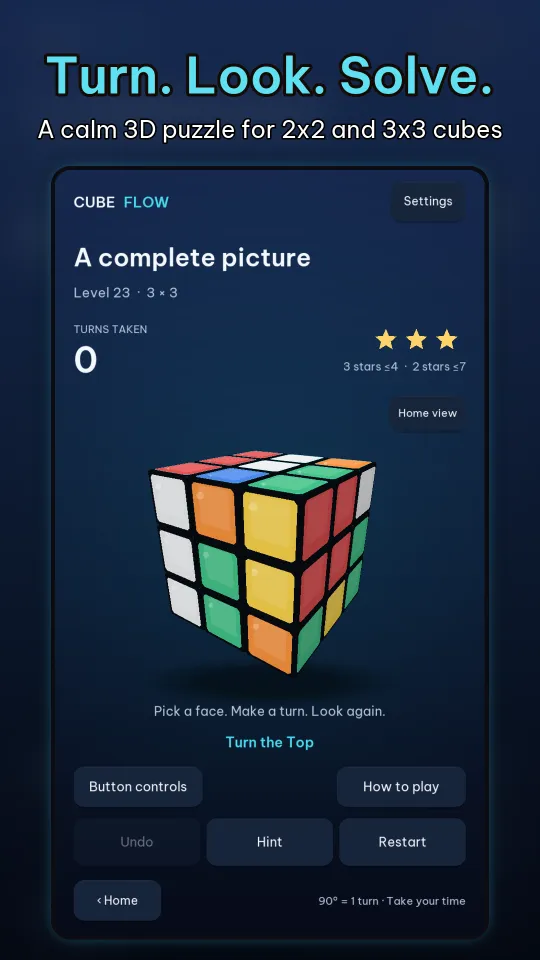 Turn. Look. Solve.
A calm 3D puzzle for 2x2 and 3x3 cubes
CUBE FLOW
Settings
A complete picture
Level 23 · 3 × 3
TURNS TAKEN
0
3 stars ≤4 · 2 stars ≤7
Home view
Pick a face. Make a turn. Look again.
Turn the Top
Button controls
How to play
Undo
Hint
Restart
‹ Home
90° = 1 turn · Take your time